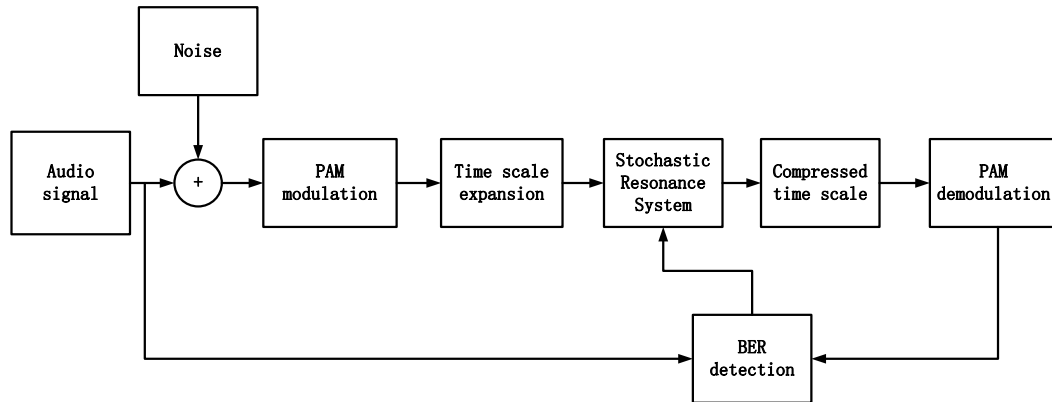 Noise
Audio
signal
+
PAM
modulation
Time scale
expansion
Stochastic
Resonance
System
Compressed
time scale
PAM
demodulation
BER
detection